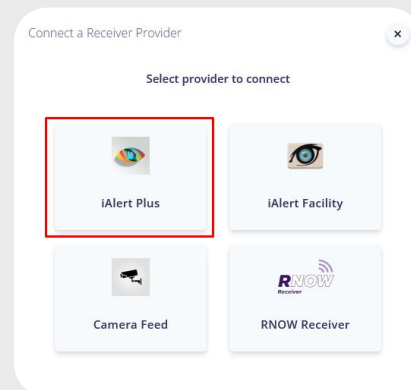 Connect a Receiver Provider
×
Select provider to connect
iAlert Plus
iAlert Facility
RNOW
Receiver
Camera Feed
RNOW Receiver